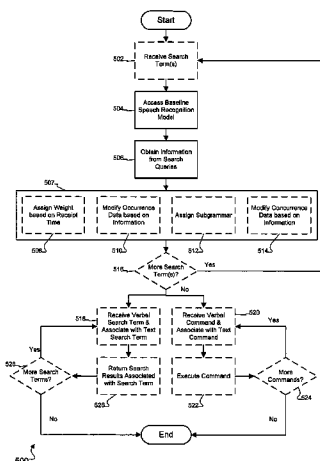 Start
502
Receive Search
Term(s)
504
Access Baseline
Speech Recognition
Model
506
Obtain Information
from Search
Queries
507
Assign Weight
based on Receipt
Time
508
Modify Occurrence
Data based on
Information
510
Assign Subgrammar
512
Modify Concurrence
Data based on
Information
514
516
More Search
Term(s)?
Yes
No
518
Receive Verbal
Search Term &
Associate with Text
Search Term
520
Receive Verbal
Command &
Associate with Text
Command
Yes
Yes
528
More Search
Terms?
Return Search
Results Associated
with Search Term
526
Execute Command
522
More
Commands?
524
No
No
End
500